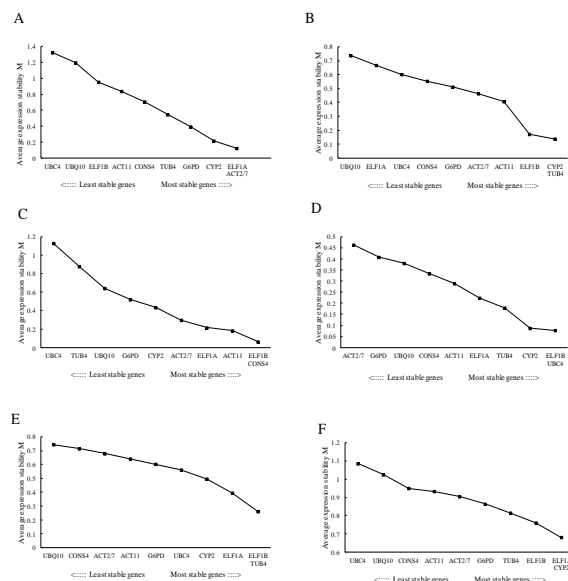 A
Average expression stability M
1.4
1.2
1
0.8
0.6
0.4
0.2
0
UBC4 UBQ10 ELF1B ACT11 CONS4 TUB4 G6PD CYP2 ELF1A
ACT2/7
<::::: Least stable genes Most stable genes :::::>
B
Average expression stability M
0.8
0.7
0.6
0.5
0.4
0.3
0.2
0.1
0
UBQ10 ELF1A UBC4 CONS4 G6PD ACT2/7 ACT11 ELF1B CYP2
TUB4
<::::: Least stable genes Most stable genes :::::>
C
Average expression stability M
1.2
1
0.8
0.6
0.4
0.2
0
UBC4 TUB4 UBQ10 G6PD CYP2 ACT2/7 ELF1A ACT11 ELF1B
CONS4
<::::: Least stable genes Most stable genes :::::>
D
Average expression stability M
0.5
0.45
0.4
0.35
0.3
0.25
0.2
0.15
0.1
0.05
0
ACT2/7 G6PD UBQ10 CONS4 ACT11 ELF1A TUB4 CYP2 ELF1B
UBC4
<::::: Least stable genes Most stable genes :::::>
E
Average expression stability M
0.8
0.7
0.6
0.5
0.4
0.3
0.2
0.1
0
UBQ10 CONS4 ACT2/7 ACT11 G6PD UBC4 CYP2 ELF1A ELF1B
TUB4
<::::: Least stable genes Most stable genes :::::>
F
Average expression stability M
1.2
1.1
1
0.9
0.8
0.7
0.6
UBC4 UBQ10 CONS4 ACT11 ACT2/7 G6PD TUB4 ELF1B ELF1
CYP2
<::::: Least stable genes Most stable genes :::::>